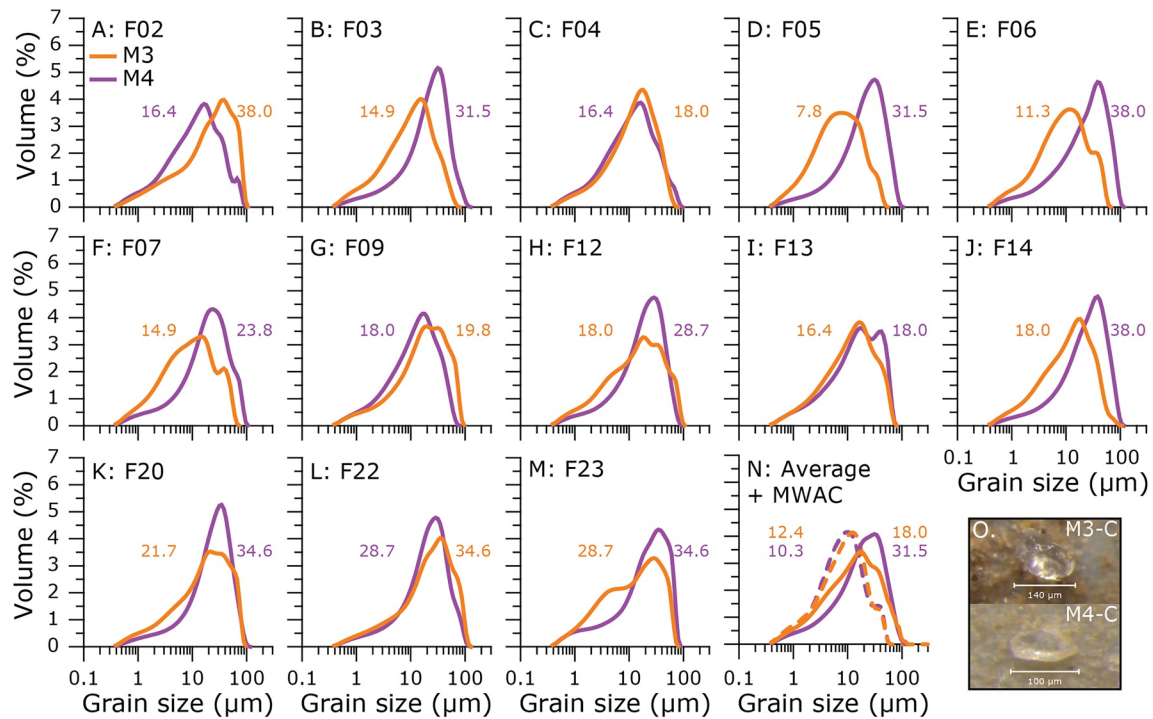 A: F02
M3
M4
16.4
38.0
7
6
5
4
3
2
1
0
Volume (%)
B: F03
14.9
31.5
C: F04
16.4
18.0
D: F05
7.8
31.5
E: F06
11.3
38.0
0.1 1 10 100
F: F07
14.9
23.8
7
6
5
4
3
2
1
0
Volume (%)
G: F09
18.0
19.8
H: F12
18.0
28.7
I: F13
16.4
18.0
J: F14
18.0
38.0
0.1 1 10 100
Grain size (µm)
K: F20
21.7
34.6
7
6
5
4
3
2
1
0
Volume (%)
0.1 1 10 100
Grain size (µm)
L: F22
28.7
34.6
0.1 1 10 100
Grain size (µm)
M: F23
28.7
34.6
0.1 1 10 100
Grain size (µm)
N: Average
+ MWAC
12.4
10.3
18.0
31.5
0.1 1 10 100
Grain size (µm)
O.
M3-C
140 µm
M4-C
100 µm